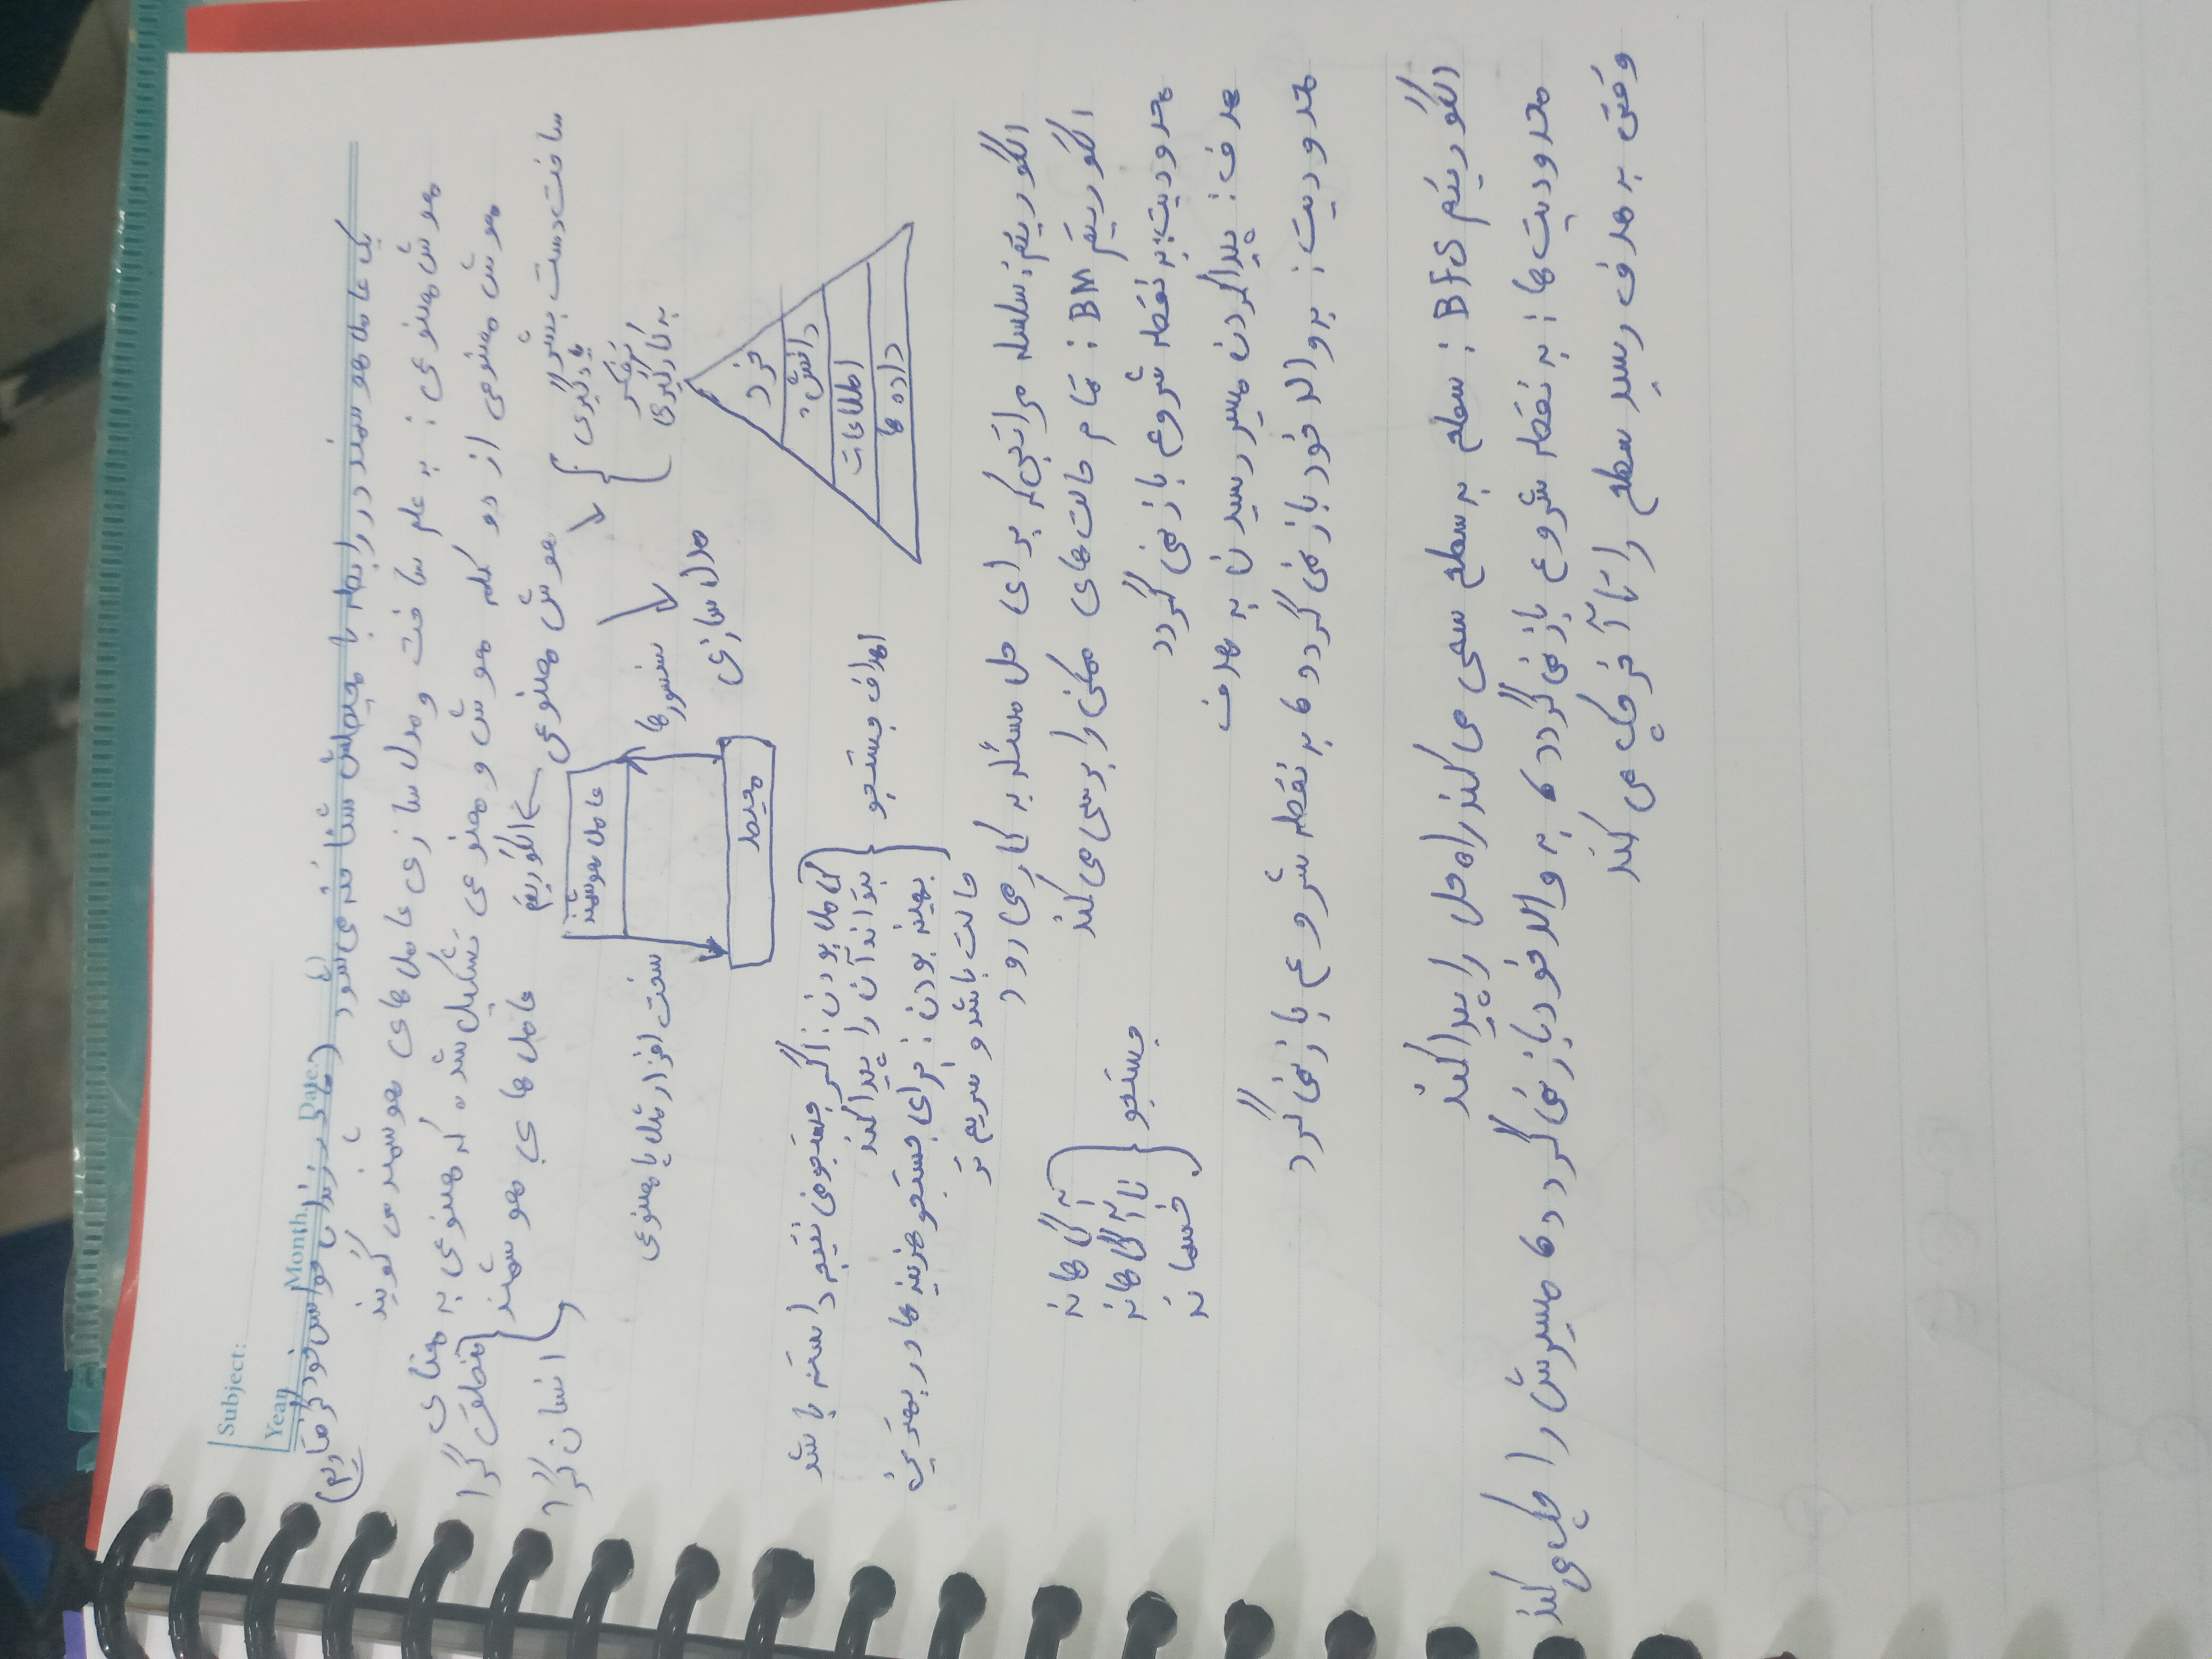 Subject:
Year. Month. Date. ( )
یک عامل هوشمند در رابطه با محیطش شناخته می شود (ما در زندان حواس خود گرفتاریم)
هوش مصنوعی : به علم ساخت و مدل سازی عامل های هوشمند می گویند
هوش مصنوعی از دو کلمه هوش و مصنوعی تشکیل شده که مصنوعی به معنای
ساخت دست بشر
هوش مصنوعی
الگوریتم
عامل های هوشمند
منطق گرا
انسان گرا
یادگیری
تفکر
به کارگیری
عامل هوشمند
سخت افزار مثل پا مصنوعی
سنسورها
مدل سازی
محیط
خرد
دانش
اطلاعات
داده ها
اهداف جستجو
کامل بودن : اگر جستجو نتیجه داشته باشد
بتواند آن را پیدا کند
بهینه بودن : برای جستجو هزینه ها در بهترین
حالت باشد و سریع تر
الگوریتم : سلسله مراتبی که برای حل مسئله به کار می رود
الگوریتم BM : تمام حالت های ممکن را برسی می کند
جستجو
آگاهانه
ناآگاهانه
خصمانه
محدودیت : به نقطه شروع باز نمی گردد
هدف : پیدا کردن مسیر رسیدن به هدف
محدودیت : به والد خود باز نمی گردد ، به نقطه شروع باز نمی گرد
الگوریتم BFS : سطح به سطح سعی می کند راه حل را پیدا کند
محدودیت ها : به نقطه شروع باز نمی گردد ، به والد خود باز نمی گردد ، مسیرش را چک می کند
وقتی به هدف رسید سطح را تا آخر چک می کند